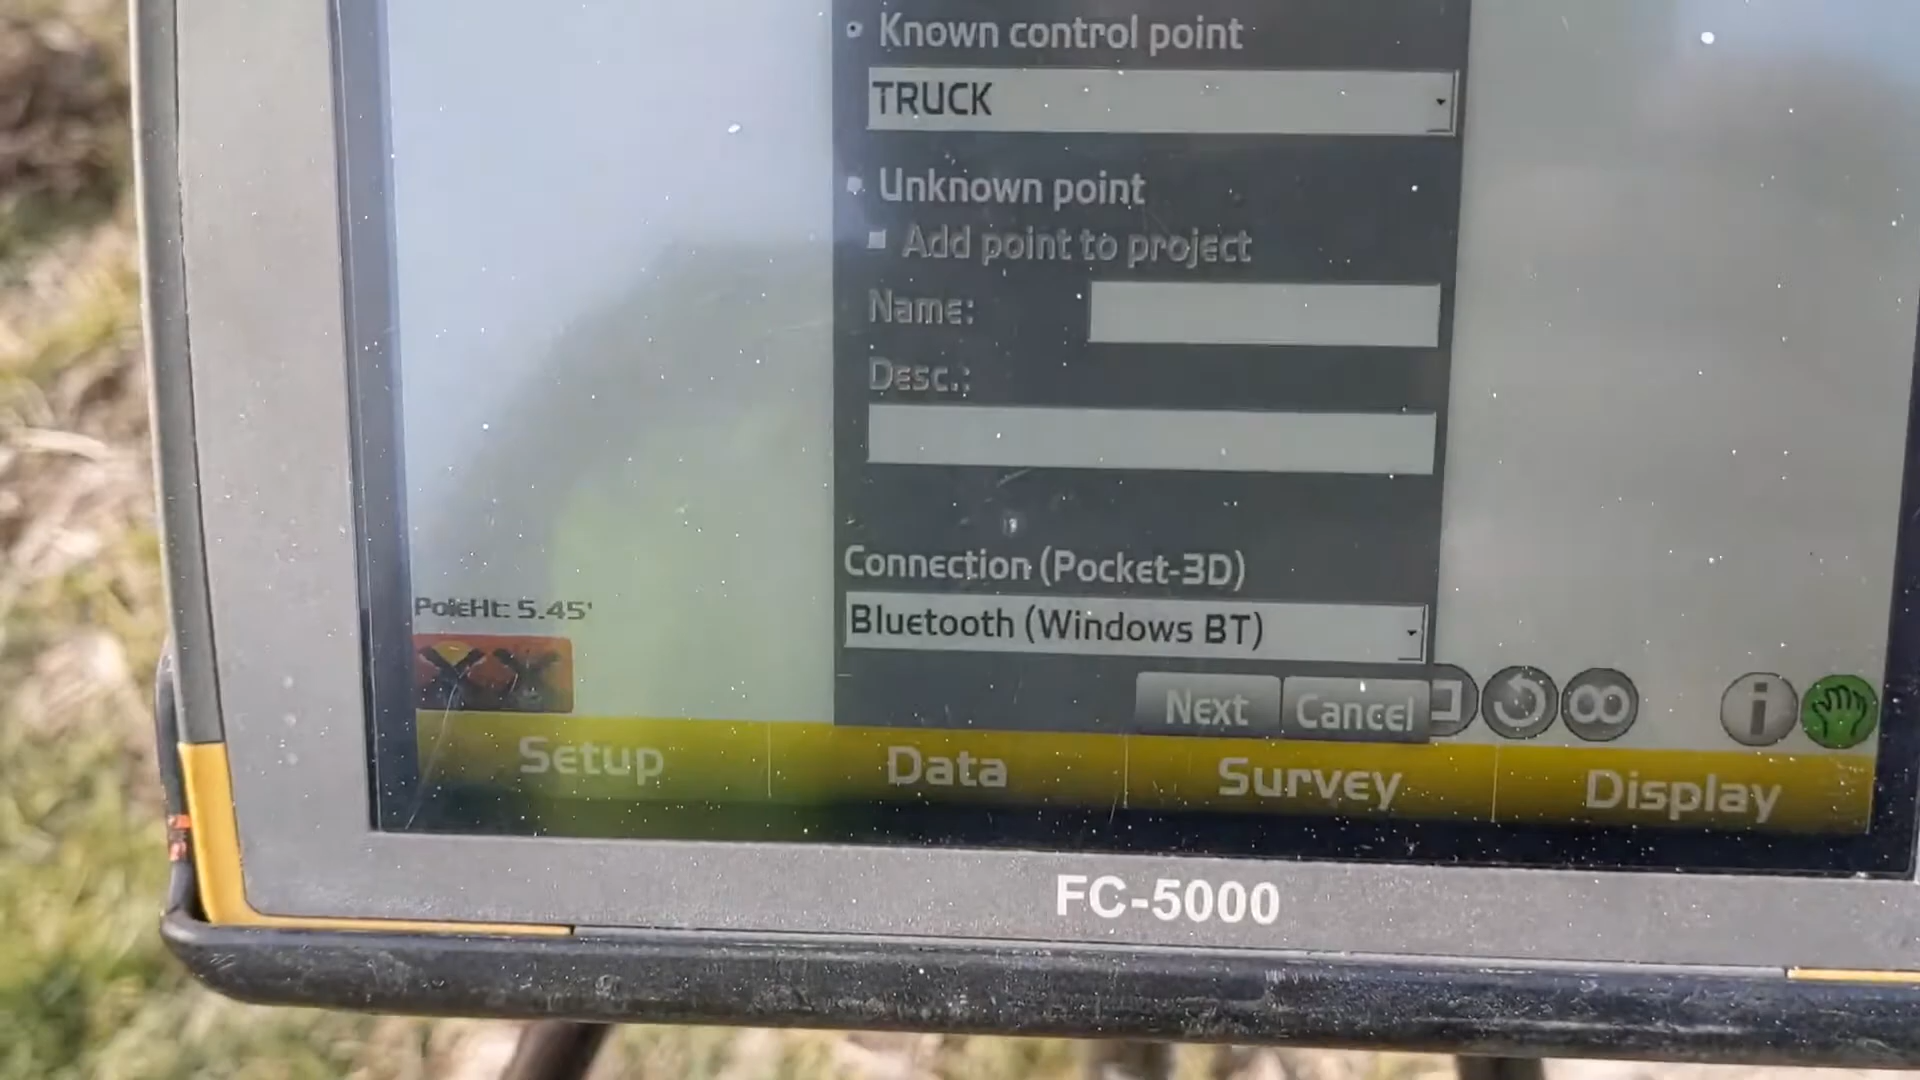 Known control point
TRUCK
Unknown point
Add point to project
Name:
Desc.:
Connection (Pocket-3D)
PoleHt: 5.45'
Bluetooth (Windows BT)
Next
Cancel
Setup
Data
Survey
Display
FC-5000